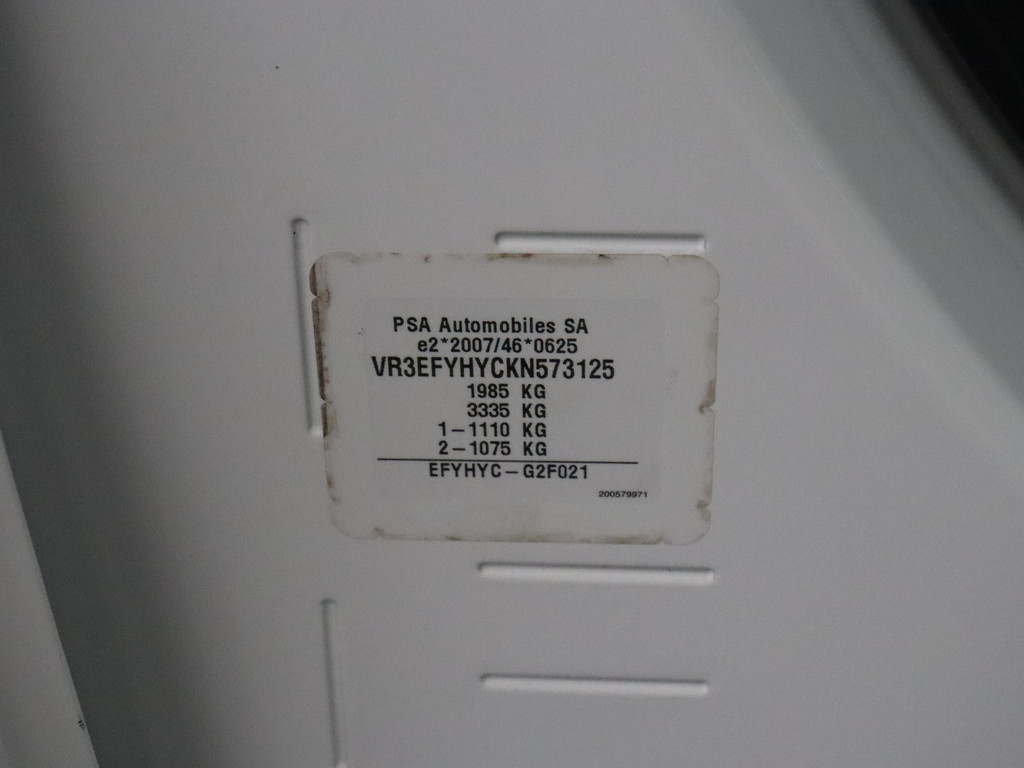 PSA Automobiles SA
e2*2007/46*0625
VR3EFYHYCKN573125
1985 KG
3335 KG
1-1110 KG
2-1075 KG
EFYHYC-G2F021
200579971